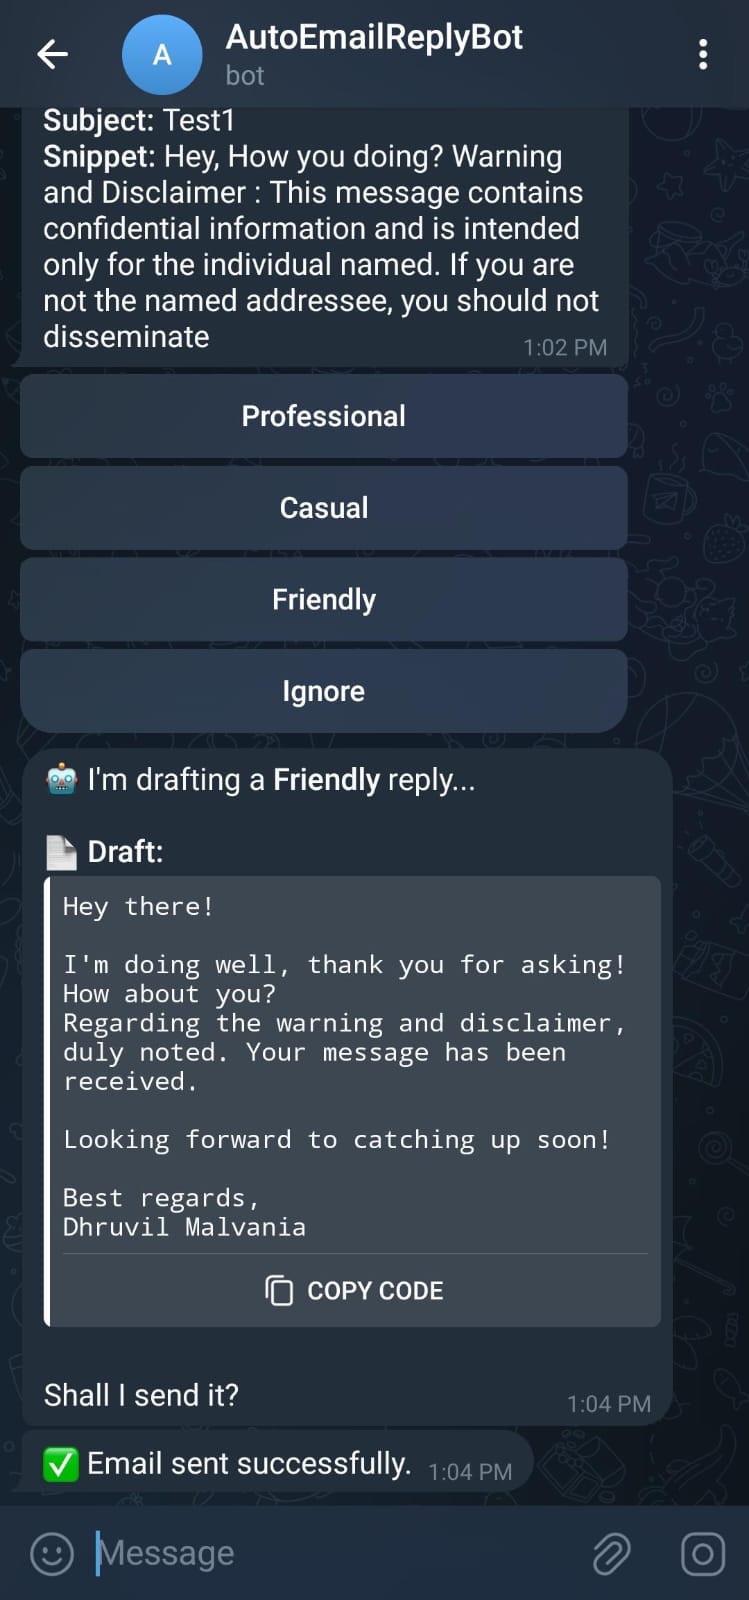 A
AutoEmailReplyBot
bot
Subject: Test1
Snippet: Hey, How you doing? Warning
and Disclaimer : This message contains
confidential information and is intended
only for the individual named. If you are
not the named addressee, you should not
disseminate
1:02 PM
Professional
Casual
Friendly
Ignore
🤖 I'm drafting a Friendly reply...
📄 Draft:
Hey there!
I'm doing well, thank you for asking!
How about you?
Regarding the warning and disclaimer,
duly noted. Your message has been
received.
Looking forward to catching up soon!
Best regards,
Dhruvil Malvania
COPY CODE
Shall I send it?
1:04 PM
✅ Email sent successfully. 1:04 PM
Message